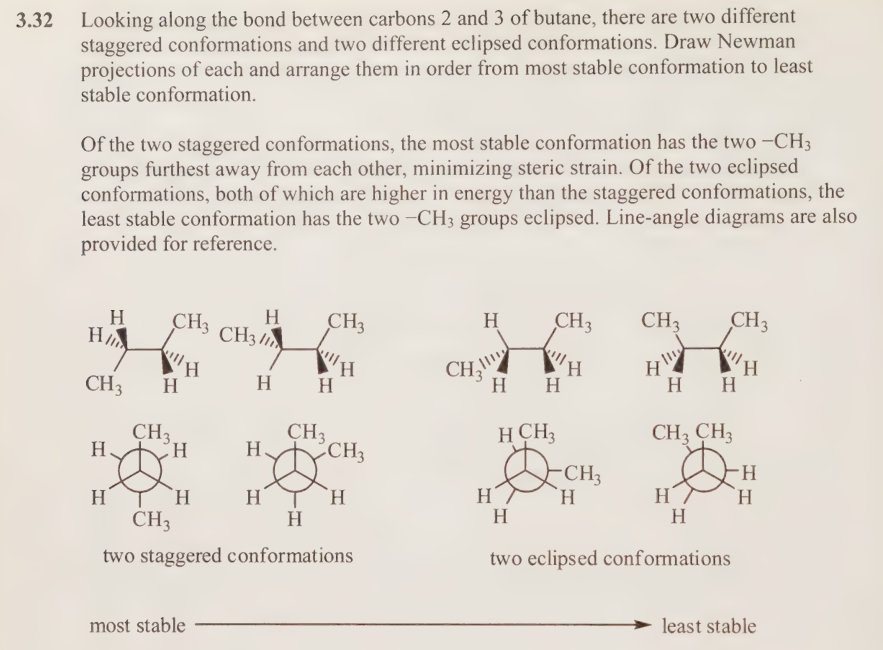 3.32 Looking along the bond between carbons 2 and 3 of butane, there are two different
staggered conformations and two different eclipsed conformations. Draw Newman
projections of each and arrange them in order from most stable conformation to least
stable conformation.
Of the two staggered conformations, the most stable conformation has the two −CH3
groups furthest away from each other, minimizing steric strain. Of the two eclipsed
conformations, both of which are higher in energy than the staggered conformations, the
least stable conformation has the two −CH3 groups eclipsed. Line-angle diagrams are also
provided for reference.
H CH3 H CH3 H CH3 CH3 CH3
H CH3
H H CH3 H H H
CH3 H H H H H H H
CH3 CH3 H CH3 CH3 CH3
H H H CH3
CH3 H
H H H H H H H H
CH3 H H H
two staggered conformations two eclipsed conformations
most stable least stable